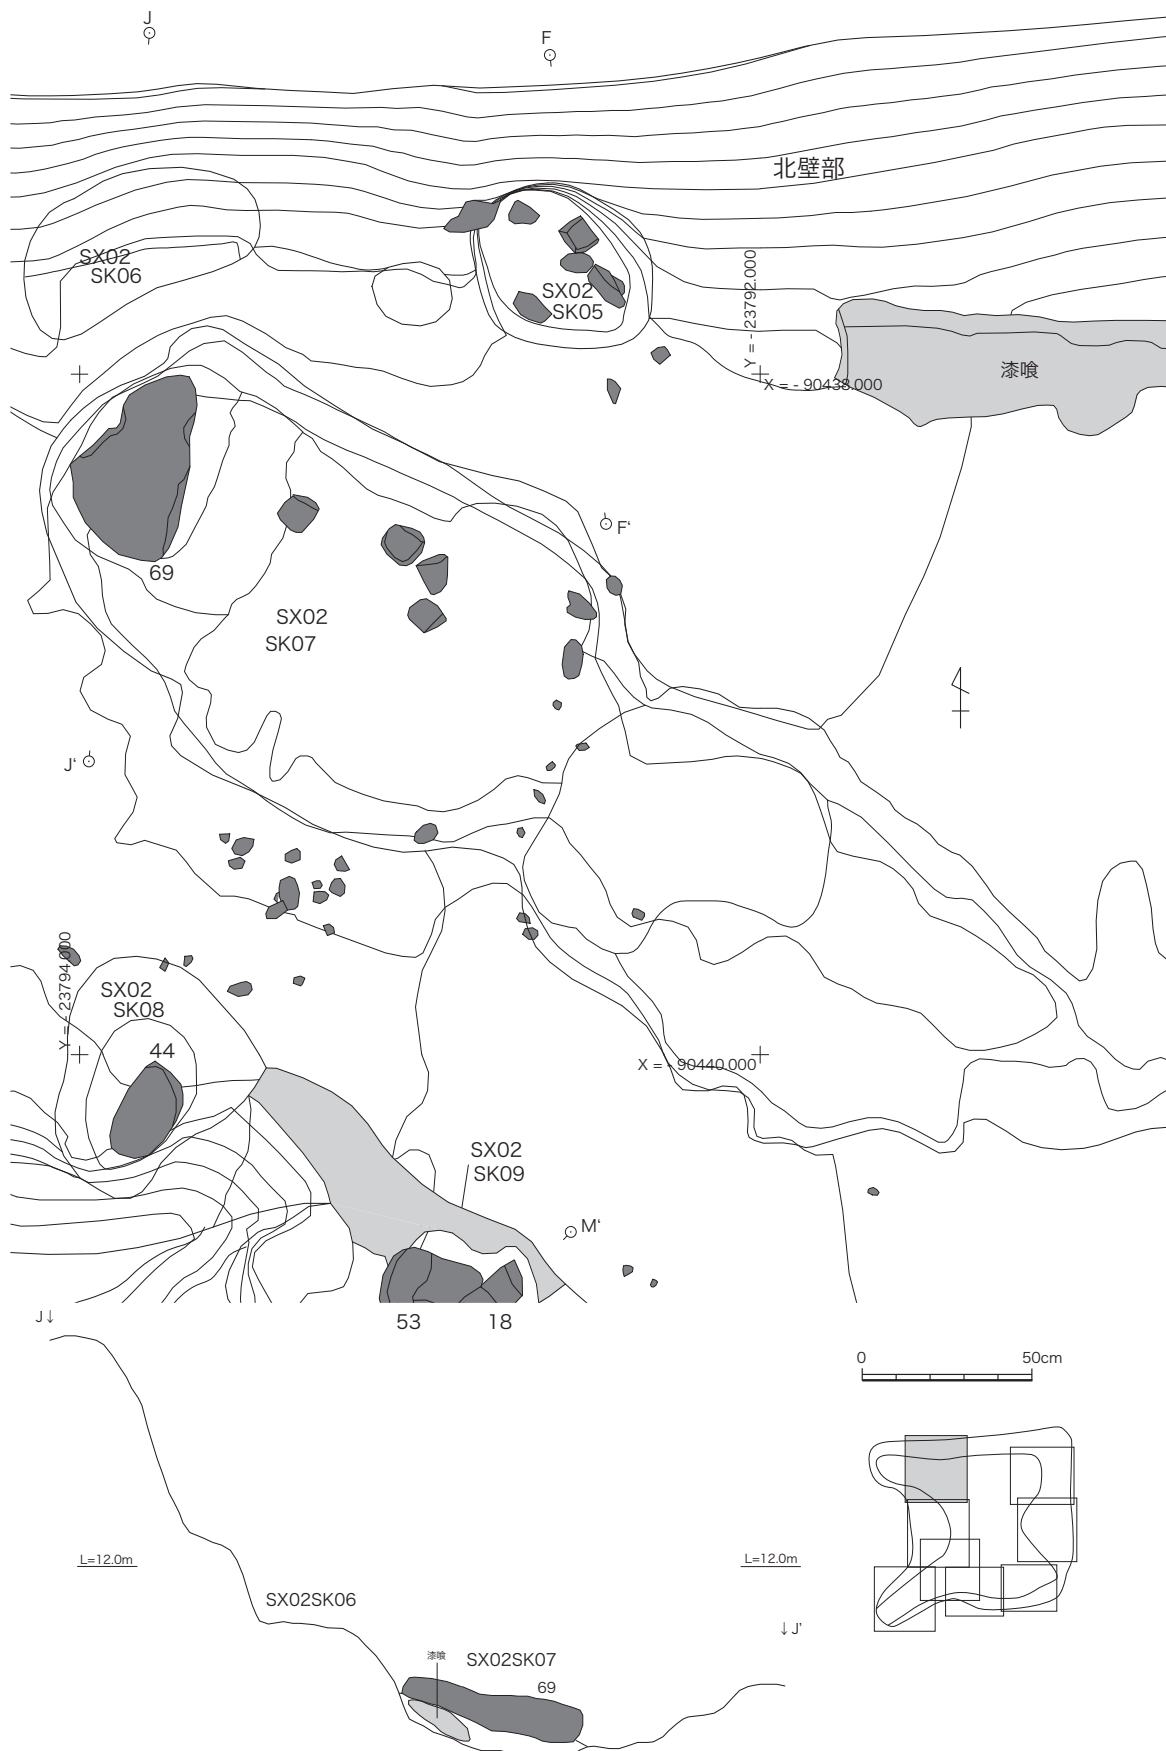 J
F
北壁部
SX02
SK06
SX02
SK05
Y = - 23792.000
X = - 90438.000
漆喰
F‘
69
SX02
SK07
J‘
Y = - 23794.000
SX02
SK08
44
X = - 90440.000
SX02
SK09
M‘
53
18
J↓
0
50cm
L=12.0m
L=12.0m
SX02SK06
↓J’
漆喰
SX02SK07
69